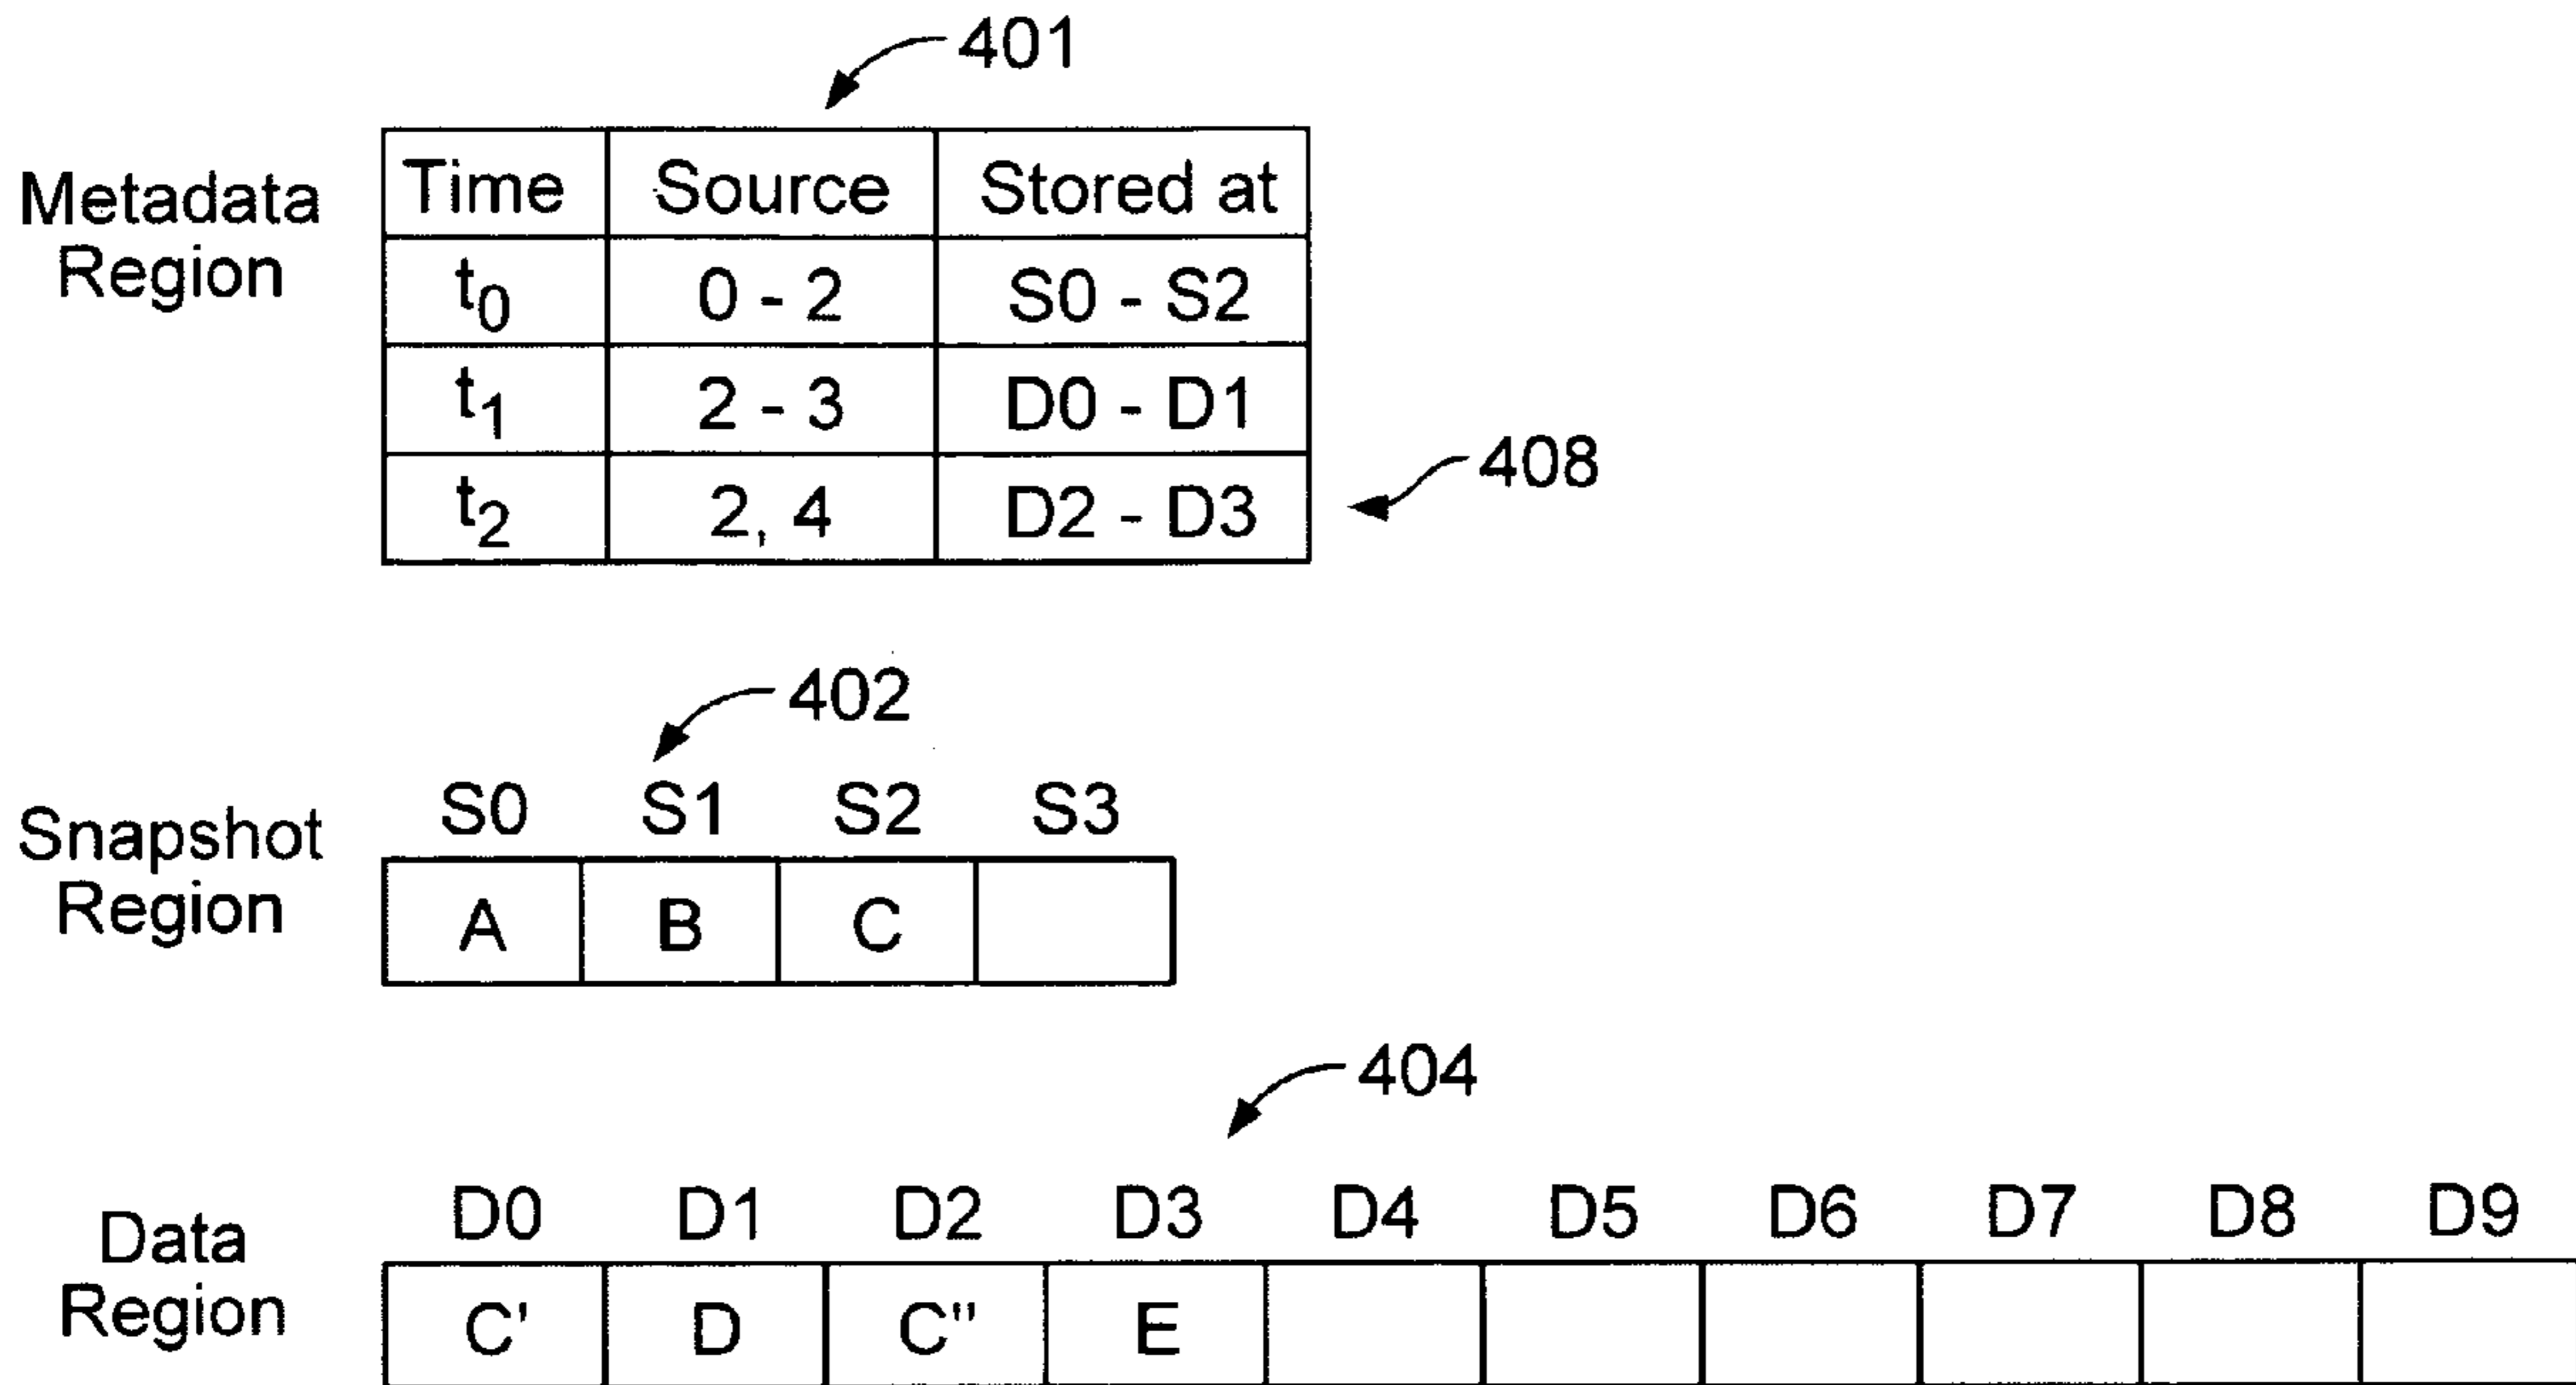 401
Metadata Region
Time Source Stored at
t0 0 - 2 S0 - S2
t1 2 - 3 D0 - D1
t2 2, 4 D2 - D3
408
402
Snapshot Region
S0 S1 S2 S3
A B C
404
Data Region
D0 D1 D2 D3 D4 D5 D6 D7 D8 D9
C' D C" E